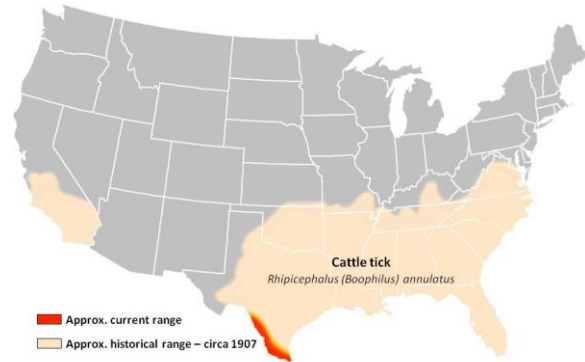 Cattle tick
Rhipicephalus (Boophilus) annulatus
Approx. current range
Approx. historical range – circa 1907